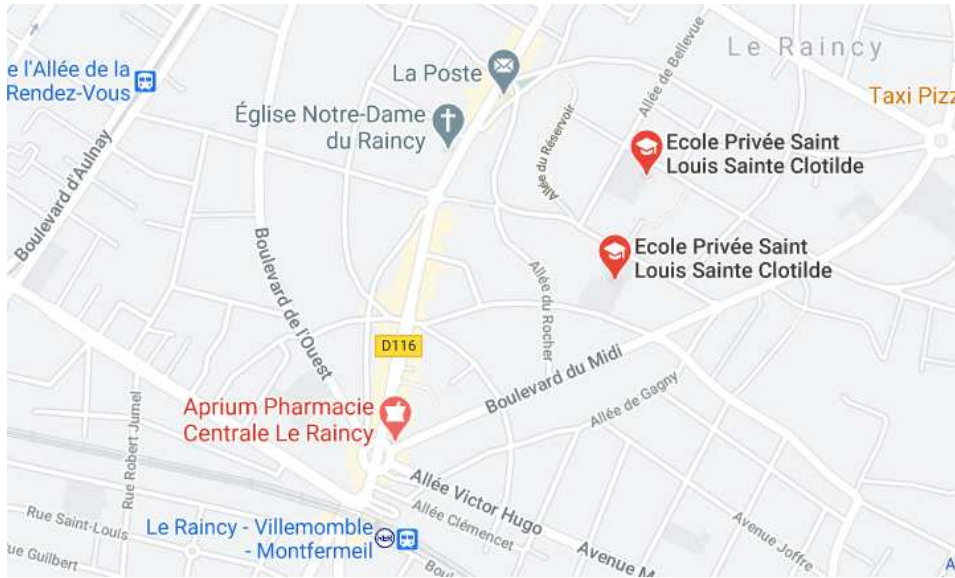 Le Raincy
Allée de Bellevue
La Poste
e l'Allée de la
Rendez-Vous
Taxi Pizz
Église Notre-Dame
du Raincy
Allée du Réservoir
Ecole Privée Saint
Louis Sainte Clotilde
Boulevard d'Aulnay
Ecole Privée Saint
Louis Sainte Clotilde
Boulevard de l'Ouest
Allée du Rocher
D116
Boulevard du Midi
Allée de Gagny
Aprium Pharmacie
Centrale Le Raincy
Rue Robert Jumel
Allée Victor Hugo
Allée Clémencet
Rue Saint-Louis
Le Raincy - Villemomble
- Montfermeil
RER
Avenue Joffre
ue Guilbert
Avenue M
Boul
A